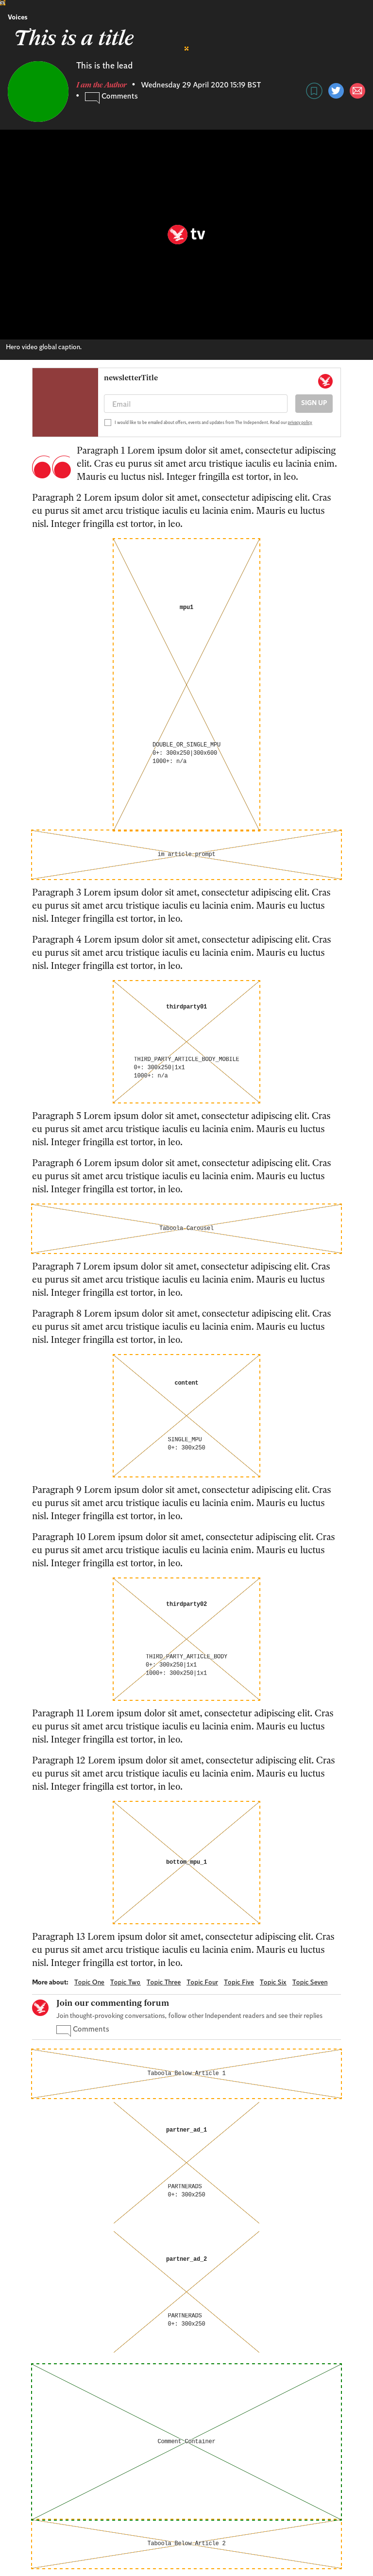 Voices
This is a title
This is the lead
I am the Author • Wednesday 29 April 2020 15:19 BST
• Comments
tv
Hero video global caption.
newsletterTitle
Email
SIGN UP
I would like to be emailed about offers, events and updates from The Independent. Read our privacy policy
Paragraph 1 Lorem ipsum dolor sit amet, consectetur adipiscing
elit. Cras eu purus sit amet arcu tristique iaculis eu lacinia enim.
Mauris eu luctus nisl. Integer fringilla est tortor, in leo.
Paragraph 2 Lorem ipsum dolor sit amet, consectetur adipiscing elit. Cras
eu purus sit amet arcu tristique iaculis eu lacinia enim. Mauris eu luctus
nisl. Integer fringilla est tortor, in leo.
mpu1
DOUBLE_OR_SINGLE_MPU
0+: 300x250|300x600
1000+: n/a
im article prompt
Paragraph 3 Lorem ipsum dolor sit amet, consectetur adipiscing elit. Cras
eu purus sit amet arcu tristique iaculis eu lacinia enim. Mauris eu luctus
nisl. Integer fringilla est tortor, in leo.
Paragraph 4 Lorem ipsum dolor sit amet, consectetur adipiscing elit. Cras
eu purus sit amet arcu tristique iaculis eu lacinia enim. Mauris eu luctus
nisl. Integer fringilla est tortor, in leo.
thirdparty01
THIRD_PARTY_ARTICLE_BODY_MOBILE
0+: 300x250|1x1
1000+: n/a
Paragraph 5 Lorem ipsum dolor sit amet, consectetur adipiscing elit. Cras
eu purus sit amet arcu tristique iaculis eu lacinia enim. Mauris eu luctus
nisl. Integer fringilla est tortor, in leo.
Paragraph 6 Lorem ipsum dolor sit amet, consectetur adipiscing elit. Cras
eu purus sit amet arcu tristique iaculis eu lacinia enim. Mauris eu luctus
nisl. Integer fringilla est tortor, in leo.
Taboola Carousel
Paragraph 7 Lorem ipsum dolor sit amet, consectetur adipiscing elit. Cras
eu purus sit amet arcu tristique iaculis eu lacinia enim. Mauris eu luctus
nisl. Integer fringilla est tortor, in leo.
Paragraph 8 Lorem ipsum dolor sit amet, consectetur adipiscing elit. Cras
eu purus sit amet arcu tristique iaculis eu lacinia enim. Mauris eu luctus
nisl. Integer fringilla est tortor, in leo.
content
SINGLE_MPU
0+: 300x250
Paragraph 9 Lorem ipsum dolor sit amet, consectetur adipiscing elit. Cras
eu purus sit amet arcu tristique iaculis eu lacinia enim. Mauris eu luctus
nisl. Integer fringilla est tortor, in leo.
Paragraph 10 Lorem ipsum dolor sit amet, consectetur adipiscing elit. Cras
eu purus sit amet arcu tristique iaculis eu lacinia enim. Mauris eu luctus
nisl. Integer fringilla est tortor, in leo.
thirdparty02
THIRD_PARTY_ARTICLE_BODY
0+: 300x250|1x1
1000+: 300x250|1x1
Paragraph 11 Lorem ipsum dolor sit amet, consectetur adipiscing elit. Cras
eu purus sit amet arcu tristique iaculis eu lacinia enim. Mauris eu luctus
nisl. Integer fringilla est tortor, in leo.
Paragraph 12 Lorem ipsum dolor sit amet, consectetur adipiscing elit. Cras
eu purus sit amet arcu tristique iaculis eu lacinia enim. Mauris eu luctus
nisl. Integer fringilla est tortor, in leo.
bottom_mpu_1
Paragraph 13 Lorem ipsum dolor sit amet, consectetur adipiscing elit. Cras
eu purus sit amet arcu tristique iaculis eu lacinia enim. Mauris eu luctus
nisl. Integer fringilla est tortor, in leo.
More about: Topic One Topic Two Topic Three Topic Four Topic Five Topic Six Topic Seven
Join our commenting forum
Join thought-provoking conversations, follow other Independent readers and see their replies
Comments
Taboola Below Article 1
partner_ad_1
PARTNERADS
0+: 300x250
partner_ad_2
PARTNERADS
0+: 300x250
Comment Container
Taboola Below Article 2